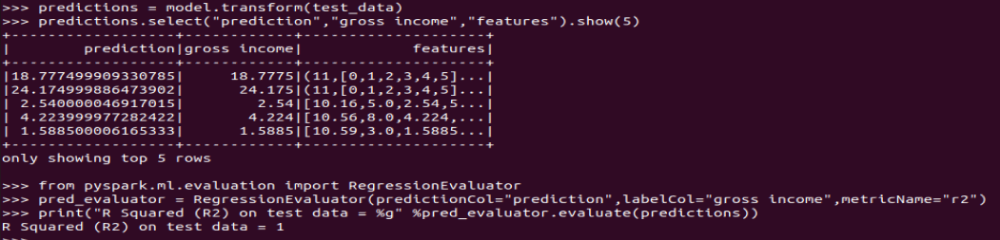 >>> predictions = model.transform(test_data)
>>> predictions.select("prediction","gross income","features").show(5)
+------------------+------------+--------------------+
|        prediction|gross income|            features|
+------------------+------------+--------------------+
|18.777499909330785|     18.7775|(11,[0,1,2,3,4,5]...|
|24.174999886473902|      24.175|(11,[0,1,2,3,4,5]...|
| 2.540000046917015|        2.54|[10.16,5.0,2.54,5...|
| 4.223999977282422|       4.224|[10.56,8.0,4.224,...|
| 1.588500006165333|      1.5885|[10.59,3.0,1.5885...|
+------------------+------------+--------------------+
only showing top 5 rows
>>> from pyspark.ml.evaluation import RegressionEvaluator
>>> pred_evaluator = RegressionEvaluator(predictionCol="prediction",labelCol="gross income",metricName="r2")
>>> print("R Squared (R2) on test data = %g" %pred_evaluator.evaluate(predictions))
R Squared (R2) on test data = 1
>>>